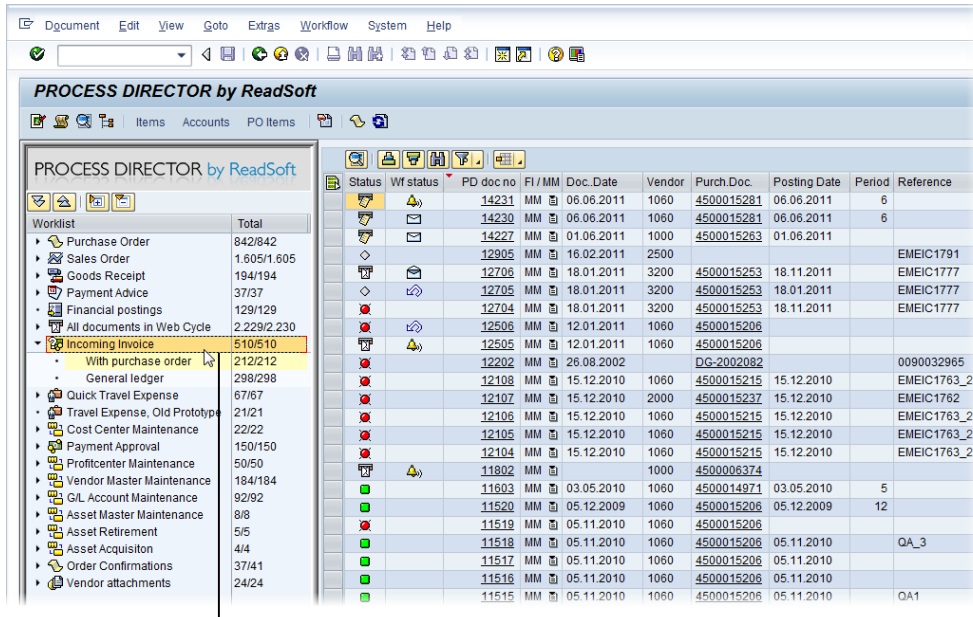 Document Edit View Goto Extras Workflow System Help
PROCESS DIRECTOR by ReadSoft
Items Accounts PO Items
PROCESS DIRECTOR by ReadSoft
Worklist Total
Purchase Order 842/842
Sales Order 1.605/1.605
Goods Receipt 194/194
Payment Advice 37/37
Financial postings 129/129
All documents in Web Cycle 2.229/2.230
Incoming Invoice 510/510
With purchase order 212/212
General ledger 298/298
Quick Travel Expense 67/67
Travel Expense, Old Prototype 21/21
Cost Center Maintenance 22/22
Payment Approval 150/150
Profitcenter Maintenance 50/50
Vendor Master Maintenance 184/184
G/L Account Maintenance 92/92
Asset Master Maintenance 8/8
Asset Retirement 5/5
Asset Acquisiton 4/4
Order Confirmations 37/41
Vendor attachments 24/24
Status Wf status PD doc no FI / MM Doc..Date Vendor Purch.Doc. Posting Date Period Reference
14231 MM 06.06.2011 1060 4500015281 06.06.2011 6
14230 MM 06.06.2011 1060 4500015281 06.06.2011 6
14227 MM 01.06.2011 1000 4500015263 01.06.2011
12905 MM 16.02.2011 2500 EMEIC1791
12706 MM 18.01.2011 3200 4500015253 18.11.2011 EMEIC1777
12705 MM 18.01.2011 3200 4500015253 18.11.2011 EMEIC1777
12704 MM 18.01.2011 3200 4500015253 18.11.2011 EMEIC1777
12506 MM 12.01.2011 1060 4500015206
12505 MM 12.01.2011 1060 4500015206
12202 MM 26.08.2002 DG-2002082 0090032965
12108 MM 15.12.2010 1060 4500015215 15.12.2010 EMEIC1763_2
12107 MM 15.12.2010 2000 4500015237 15.12.2010 EMEIC1762
12106 MM 15.12.2010 1060 4500015215 15.12.2010 EMEIC1763_2
12105 MM 15.12.2010 1060 4500015215 15.12.2010 EMEIC1763_2
12104 MM 15.12.2010 1060 4500015215 15.12.2010 EMEIC1763_2
11802 MM 1000 4500006374
11603 MM 03.05.2010 1060 4500014971 03.05.2010 5
11520 MM 05.12.2009 1060 4500015206 05.12.2009 12
11519 MM 05.11.2010 1060 4500015206
11518 MM 05.11.2010 1060 4500015206 05.11.2010 QA_3
11517 MM 05.11.2010 1060 4500015206 05.11.2010
11516 MM 05.11.2010 1060 4500015206 05.11.2010
11515 MM 05.11.2010 1060 4500015206 05.11.2010 QA1